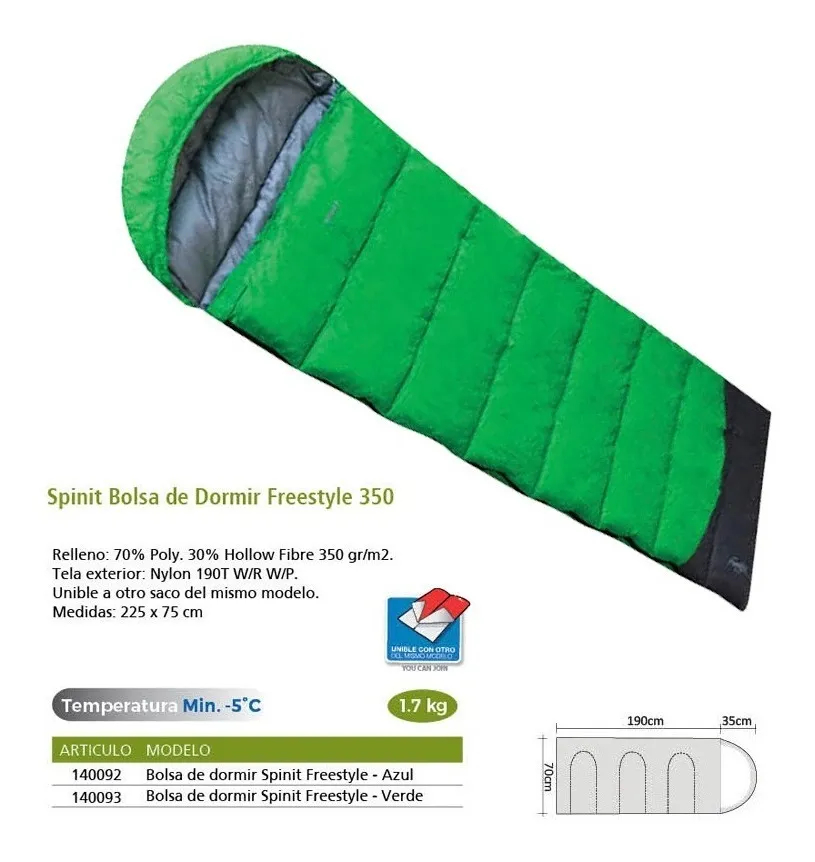 Spinit Bolsa de Dormir Freestyle 350
Relleno: 70% Poly. 30% Hollow Fibre 350 gr/m2.
Tela exterior: Nylon 190T W/R W/P.
Unible a otro saco del mismo modelo.
Medidas: 225 x 75 cm
UNIBLE CON OTRO
DEL MISMO MODELO
YOU CAN JOIN
Temperatura Min. -5°C
1.7 kg
190cm 35cm
70cm
ARTICULO MODELO
140092 Bolsa de dormir Spinit Freestyle - Azul
140093 Bolsa de dormir Spinit Freestyle - Verde